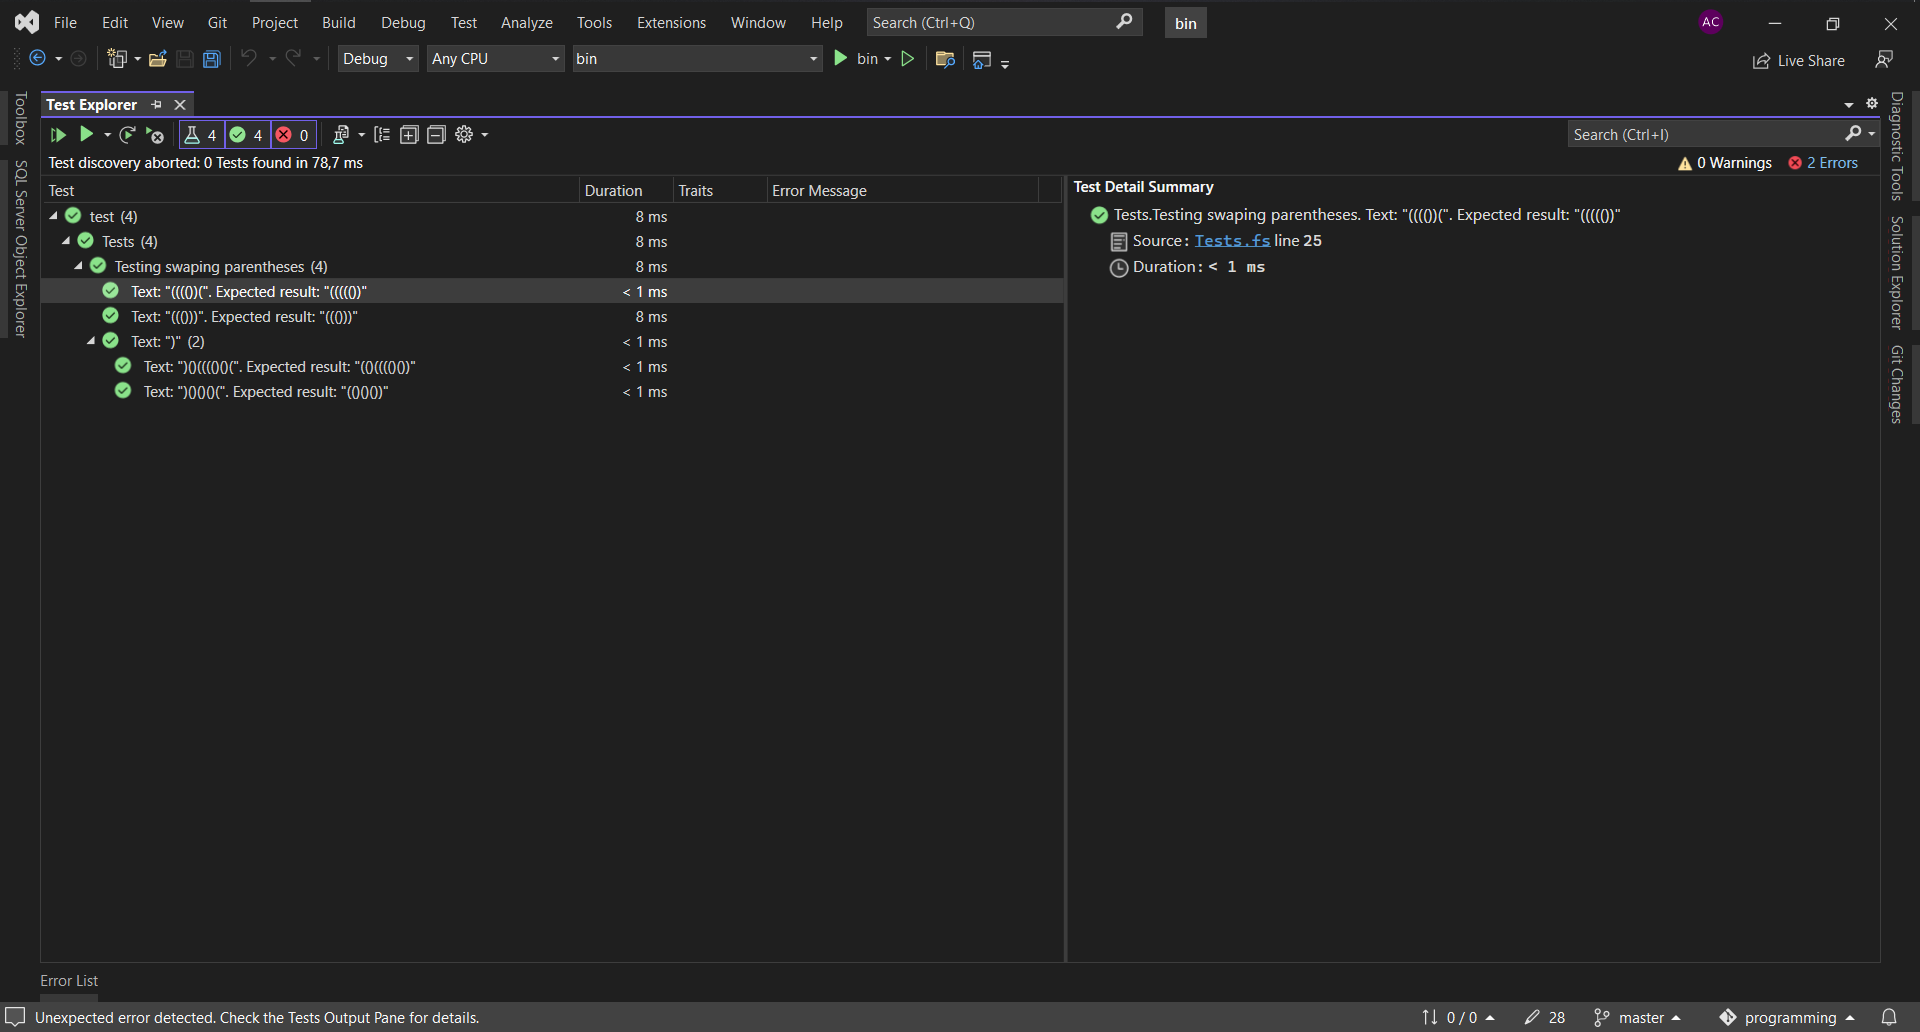 File Edit View Git Project Build Debug Test Analyze Tools Extensions Window Help Search (Ctrl+Q) bin AC
Debug Any CPU bin bin Live Share
Toolbox
SQL Server Object Explorer
Test Explorer
4 4 0 Search (Ctrl+I)
Test discovery aborted: 0 Tests found in 78,7 ms 0 Warnings 2 Errors
Test Duration Traits Error Message
test (4) 8 ms
Tests (4) 8 ms
Testing swaping parentheses (4) 8 ms
Text: "(((())(". Expected result: "((((())" < 1 ms
Text: "((()))". Expected result: "((()))" 8 ms
Text: ")" (2) < 1 ms
Text: ")()(((()()(". Expected result: "(()(((()())" < 1 ms
Text: ")()()()(". Expected result: "(()()())" < 1 ms
Test Detail Summary
Tests.Testing swaping parentheses. Text: "(((())(". Expected result: "((((())"
Source: Tests.fs line 25
Duration: < 1 ms
Diagnostic Tools
Solution Explorer
Git Changes
Error List
Unexpected error detected. Check the Tests Output Pane for details. 0 / 0 28 master programming